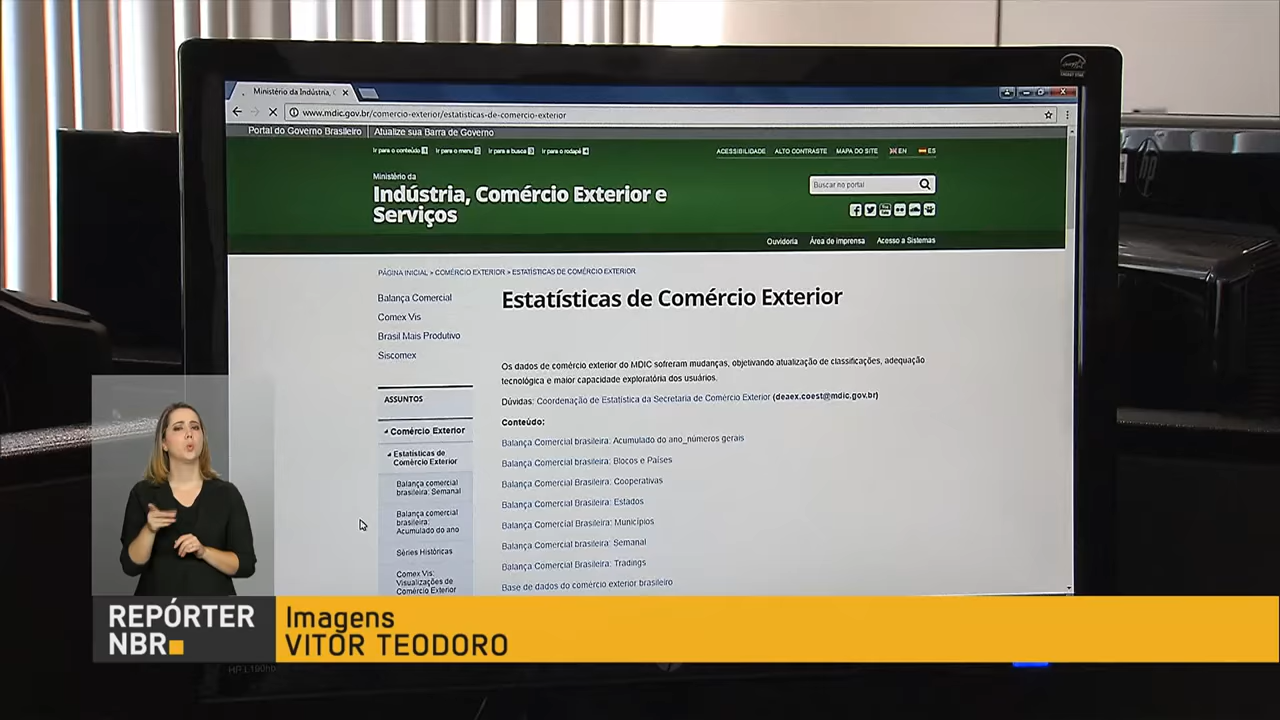 Ministério da Indústria, C
www.mdic.gov.br/comercio-exterior/estatisticas-de-comercio-exterior
Portal do Governo Brasileiro
Atualize sua Barra de Governo
Ir para o conteúdo 1 Ir para o menu 2 Ir para a busca 3 Ir para o rodapé 4
ACESSIBILIDADE ALTO CONTRASTE MAPA DO SITE EN ES
Ministério da
Indústria, Comércio Exterior e
Serviços
Buscar no portal
Ouvidoria Área de imprensa Acesso a Sistemas
PÁGINA INICIAL > COMÉRCIO EXTERIOR > ESTATÍSTICAS DE COMÉRCIO EXTERIOR
Balança Comercial
Comex Vis
Brasil Mais Produtivo
Siscomex
ASSUNTOS
Comércio Exterior
Estatísticas de
Comércio Exterior
Balança comercial
brasileira: Semanal
Balança comercial
brasileira:
Acumulado do ano
Séries Históricas
Comex Vis:
Visualizações de
Comércio Exterior
Estatísticas de Comércio Exterior
Os dados de comércio exterior do MDIC sofreram mudanças, objetivando atualização de classificações, adequação
tecnológica e maior capacidade exploratória dos usuários.
Dúvidas: Coordenação de Estatística da Secretaria de Comércio Exterior (deaex.coest@mdic.gov.br)
Conteúdo:
Balança Comercial brasileira: Acumulado do ano_números gerais
Balança Comercial brasileira: Blocos e Países
Balança Comercial Brasileira: Cooperativas
Balança Comercial brasileira: Estados
Balança Comercial Brasileira: Municípios
Balança Comercial brasileira: Semanal
Balança Comercial Brasileira: Tradings
Base de dados do comércio exterior brasileiro
hp
REPÓRTER
NBR
Imagens
VITOR TEODORO